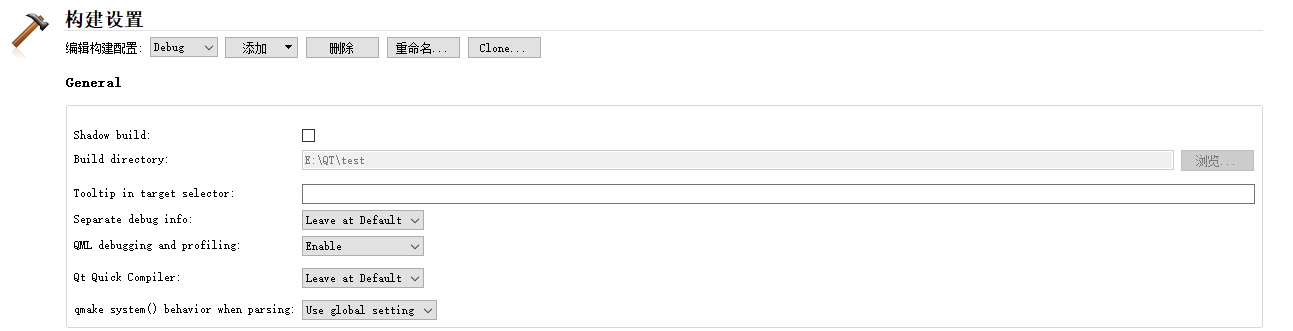 构建设置
编辑构建配置: Debug 添加 删除 重命名... Clone...
General
Shadow build:
Build directory: E:\QT\test 浏览...
Tooltip in target selector:
Separate debug info: Leave at Default
QML debugging and profiling: Enable
Qt Quick Compiler: Leave at Default
qmake system() behavior when parsing: Use global setting